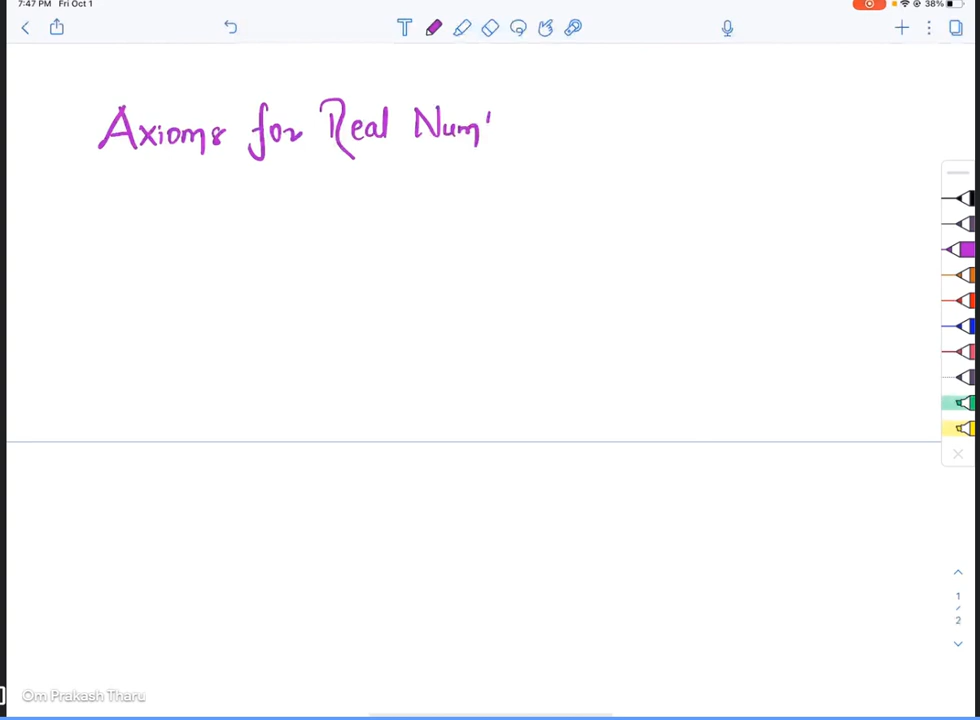 7:47 PM Fri Oct 1
38%
Axioms for Real Num'
1
2
Om Prakash Tharu